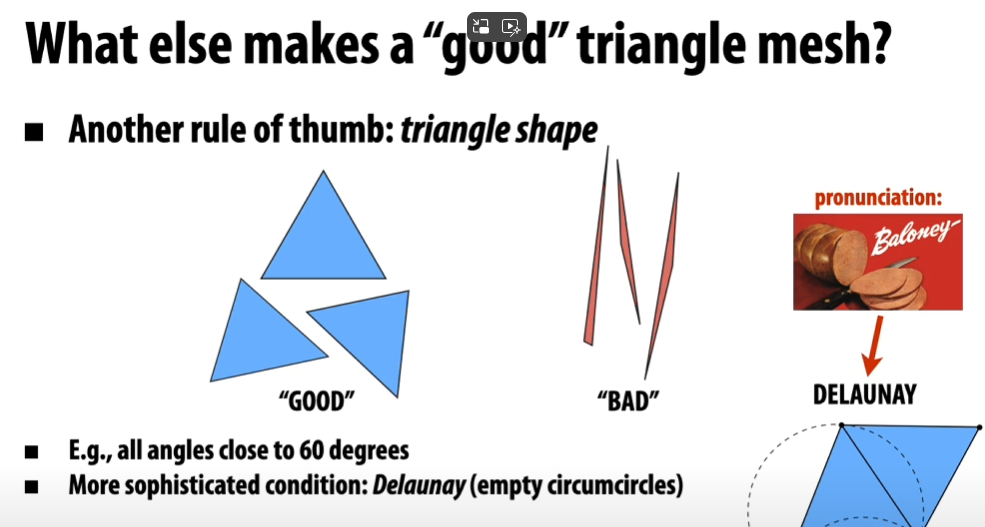 What else makes a “good” triangle mesh?
■ Another rule of thumb: triangle shape
pronunciation:
Baloney
DELAUNAY
“GOOD”
“BAD”
■ E.g., all angles close to 60 degrees
■ More sophisticated condition: Delaunay (empty circumcircles)